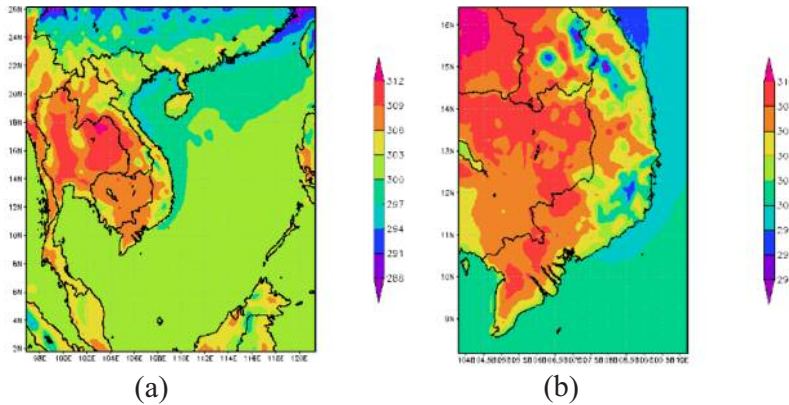 26N
24N
22N
20N
18N
16N
14N
12N
10N
8N
6N
4N
2N
98E 100E 102E 104E 106E 108E 110E 112E 114E 116E 118E 120E
312
309
306
303
300
297
294
291
288
16N
15N
14N
13N
12N
11N
10N
9N
(a)
(b)